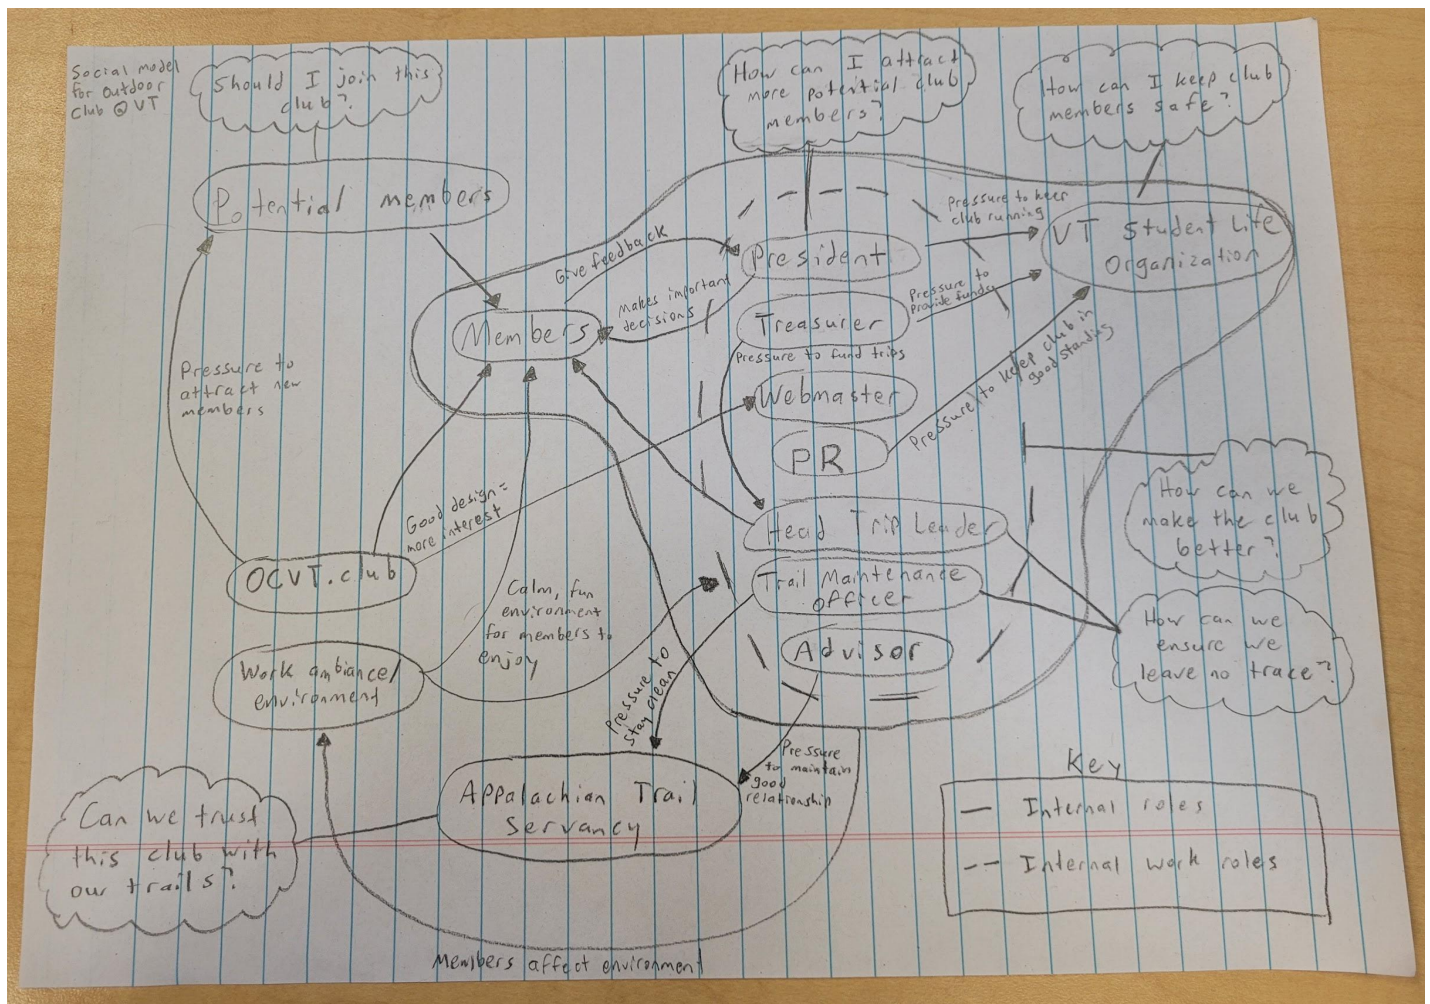 Social model
for Outdoor
Club @ VT
Should I join this
club?
How can I attract
more potential club
members?
How can I keep club
members safe?
Potential members
Pressure to keep
club running
VT Student Life
Organization
Give feedback
President
Makes important
decisions
Pressure to
provide funds
Members
Treasurer
Pressure to fund trips
Pressure to keep club in
good standing
Pressure to
attract new
members
Webmaster
PR
Good design =
more interest
Head Trip Leader
How can we
make the club
better?
OCVT.club
Trail Maintenance
Officer
Calm, fun
environment
for members to
enjoy
How can we
ensure we
leave no trace?
Advisor
Work ambiance/
environment
Pressure to
stay clean
Pressure
to maintain
good
relationship
Appalachian Trail
Servancy
Can we trust
this club with
our trails?
Key
Internal roles
Internal work roles
Members affect environment